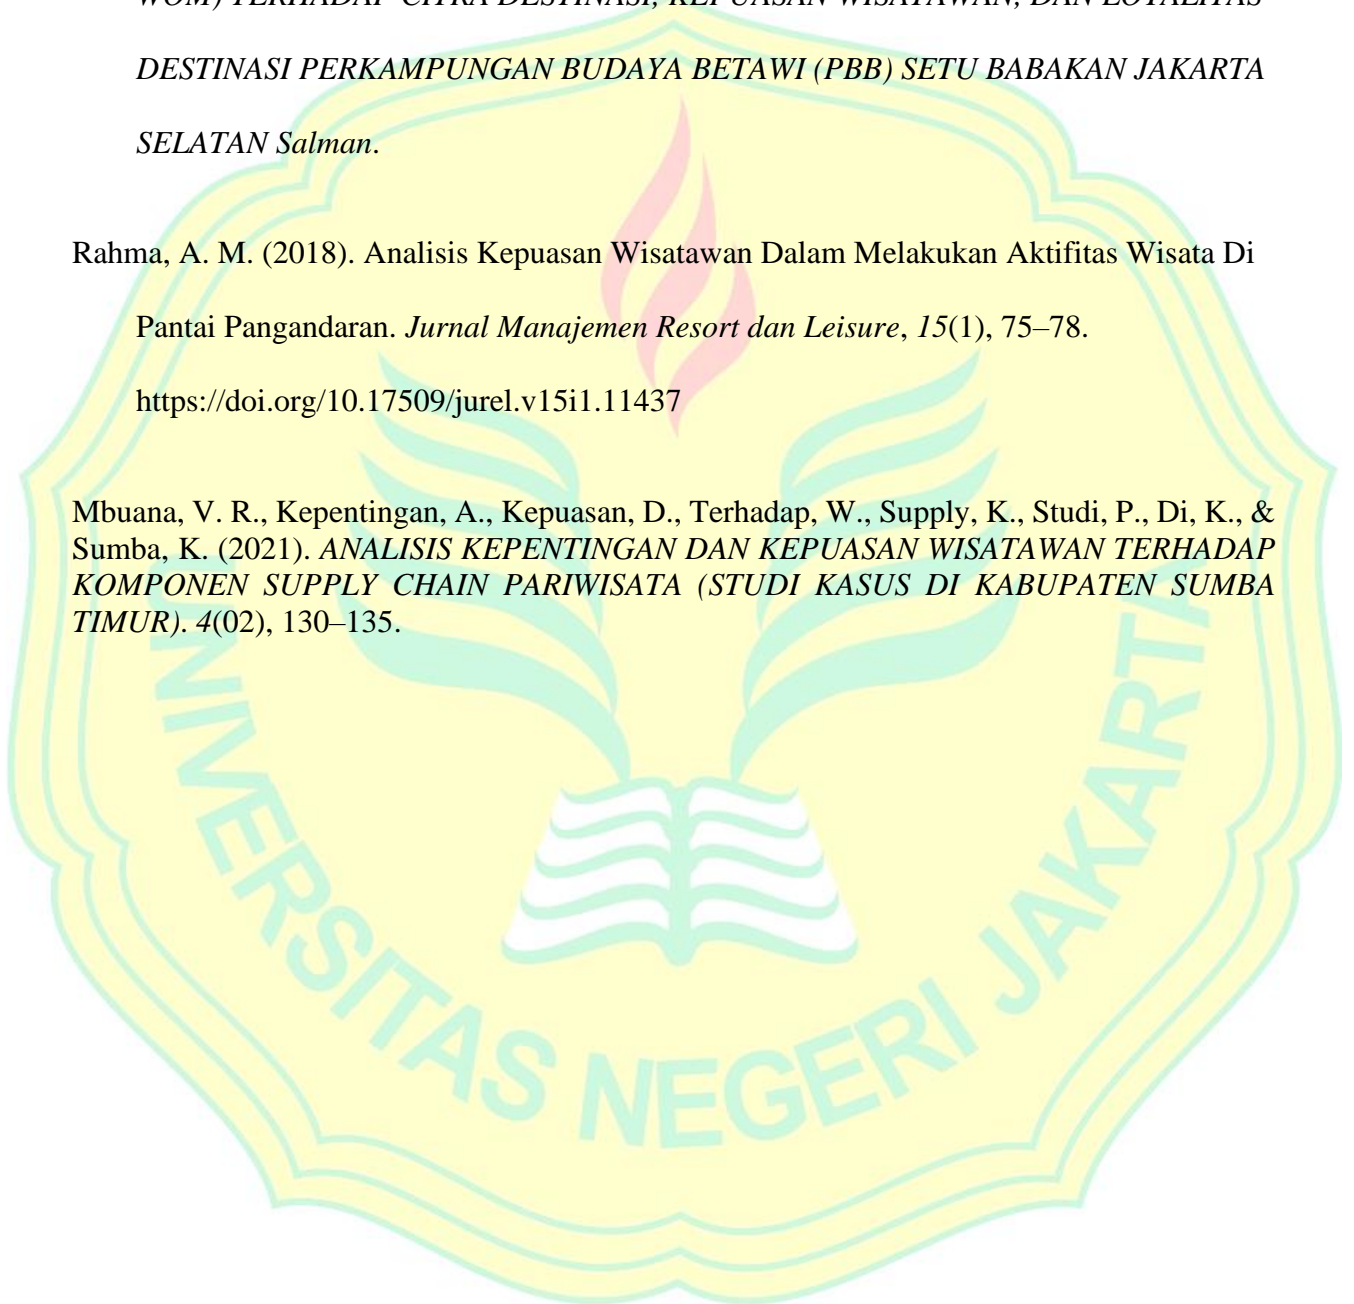 WOM) TERHADAP CITRA DESTINASI, KEPUASAN WISATAWAN, DAN LOYALITAS
DESTINASI PERKAMPUNGAN BUDAYA BETAWI (PBB) SETU BABAKAN JAKARTA
SELATAN Salman.
Rahma, A. M. (2018). Analisis Kepuasan Wisatawan Dalam Melakukan Aktifitas Wisata Di
Pantai Pangandaran. Jurnal Manajemen Resort dan Leisure, 15(1), 75–78.
https://doi.org/10.17509/jurel.v15i1.11437
Mbuana, V. R., Kepentingan, A., Kepuasan, D., Terhadap, W., Supply, K., Studi, P., Di, K., &
Sumba, K. (2021). ANALISIS KEPENTINGAN DAN KEPUASAN WISATAWAN TERHADAP
KOMPONEN SUPPLY CHAIN PARIWISATA (STUDI KASUS DI KABUPATEN SUMBA
TIMUR). 4(02), 130–135.
UNIVERSITAS NEGERI JAKARTA